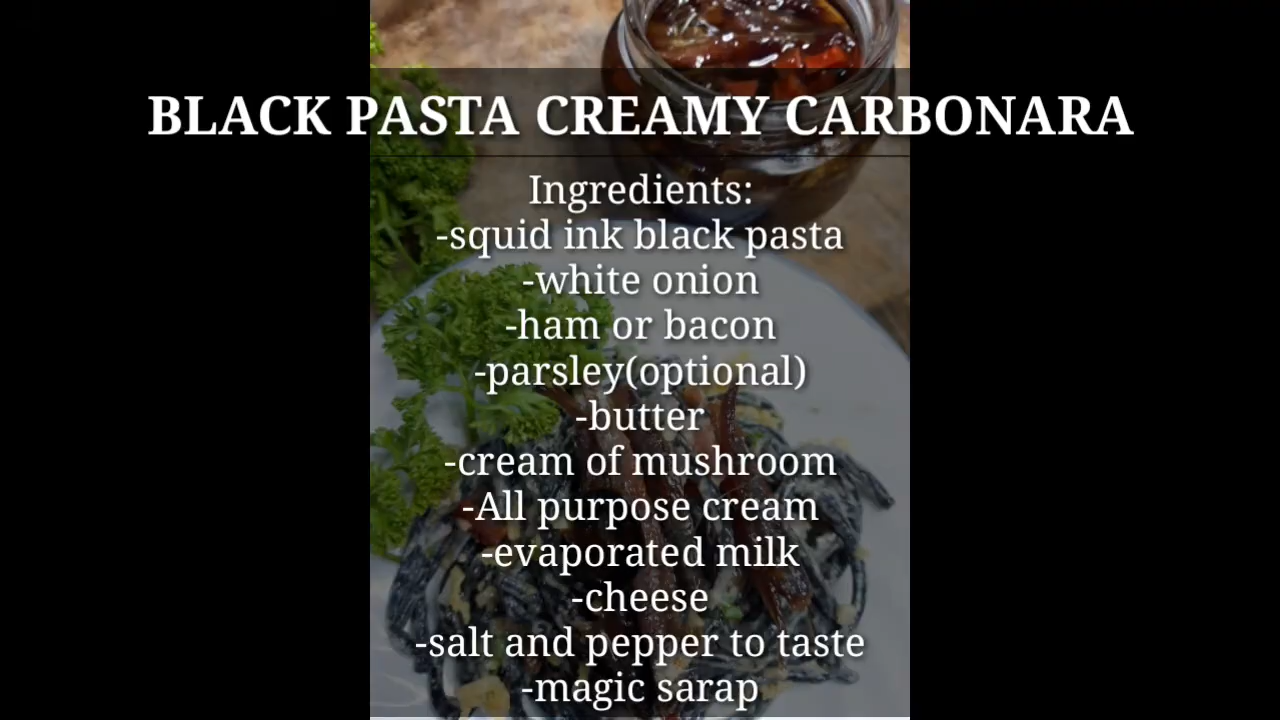 BLACK PASTA CREAMY CARBONARA
Ingredients:
-squid ink black pasta
-white onion
-ham or bacon
-parsley(optional)
-butter
-cream of mushroom
-All purpose cream
-evaporated milk
-cheese
-salt and pepper to taste
-magic sarap